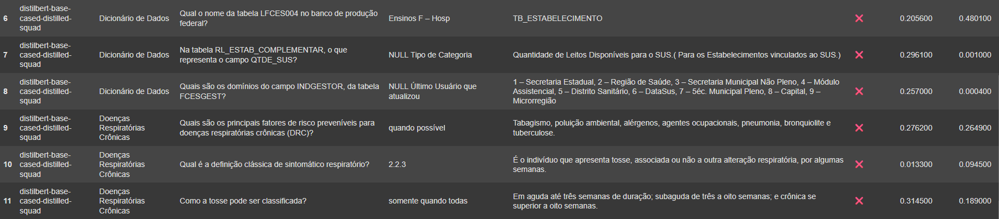 6 distilbert-base-cased-distilled-squad Dicionário de Dados Qual o nome da tabela LFCES004 no banco de produção federal? Ensinos F – Hosp TB_ESTABELECIMENTO ❌ 0.205600 0.480100
7 distilbert-base-cased-distilled-squad Dicionário de Dados Na tabela RL_ESTAB_COMPLEMENTAR, o que representa o campo QTDE_SUS? NULL Tipo de Categoria Quantidade de Leitos Disponíveis para o SUS.( Para os Estabelecimentos vinculados ao SUS.) ❌ 0.296100 0.001000
8 distilbert-base-cased-distilled-squad Dicionário de Dados Quais são os domínios do campo INDGESTOR, da tabela FCESGEST? NULL Último Usuário que atualizou 1 – Secretaria Estadual, 2 – Região de Saúde, 3 – Secretaria Municipal Não Pleno, 4 – Módulo Assistencial, 5 – Distrito Sanitário, 6 – DataSus, 7 – 5éc. Municipal Pleno, 8 – Capital, 9 – Microrregião ❌ 0.257000 0.000400
9 distilbert-base-cased-distilled-squad Doenças Respiratórias Crônicas Quais são os principais fatores de risco preveníveis para doenças respiratórias crônicas (DRC)? quando possível Tabagismo, poluição ambiental, alérgenos, agentes ocupacionais, pneumonia, bronquiolite e tuberculose. ❌ 0.276200 0.264900
10 distilbert-base-cased-distilled-squad Doenças Respiratórias Crônicas Qual é a definição clássica de sintomático respiratório? 2.2.3 É o indivíduo que apresenta tosse, associada ou não a outra alteração respiratória, por algumas semanas. ❌ 0.013300 0.094500
11 distilbert-base-cased-distilled-squad Doenças Respiratórias Crônicas Como a tosse pode ser classificada? somente quando todas Em aguda até três semanas de duração; subaguda de três a oito semanas; e crônica se superior a oito semanas. ❌ 0.314500 0.189000